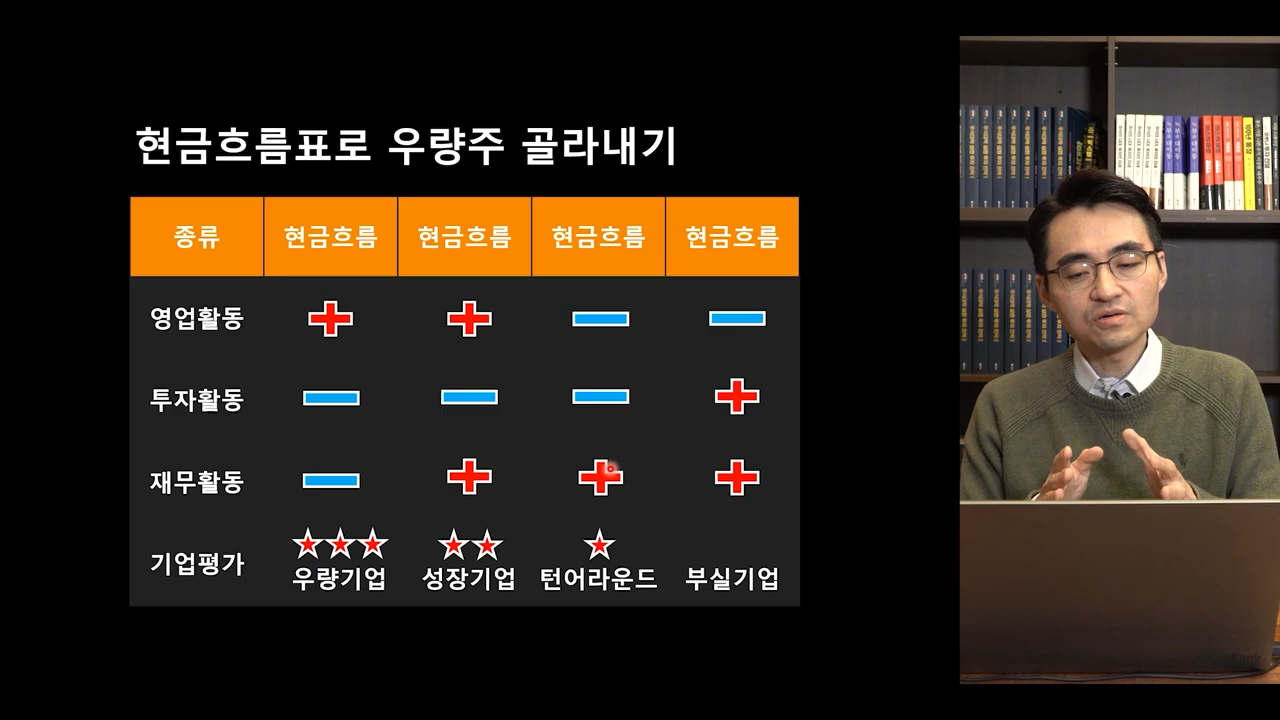 현금흐름표로 우량주 골라내기
종류 현금흐름 현금흐름 현금흐름 현금흐름
영업활동
투자활동
재무활동
기업평가
우량기업 성장기업 턴어라운드 부실기업